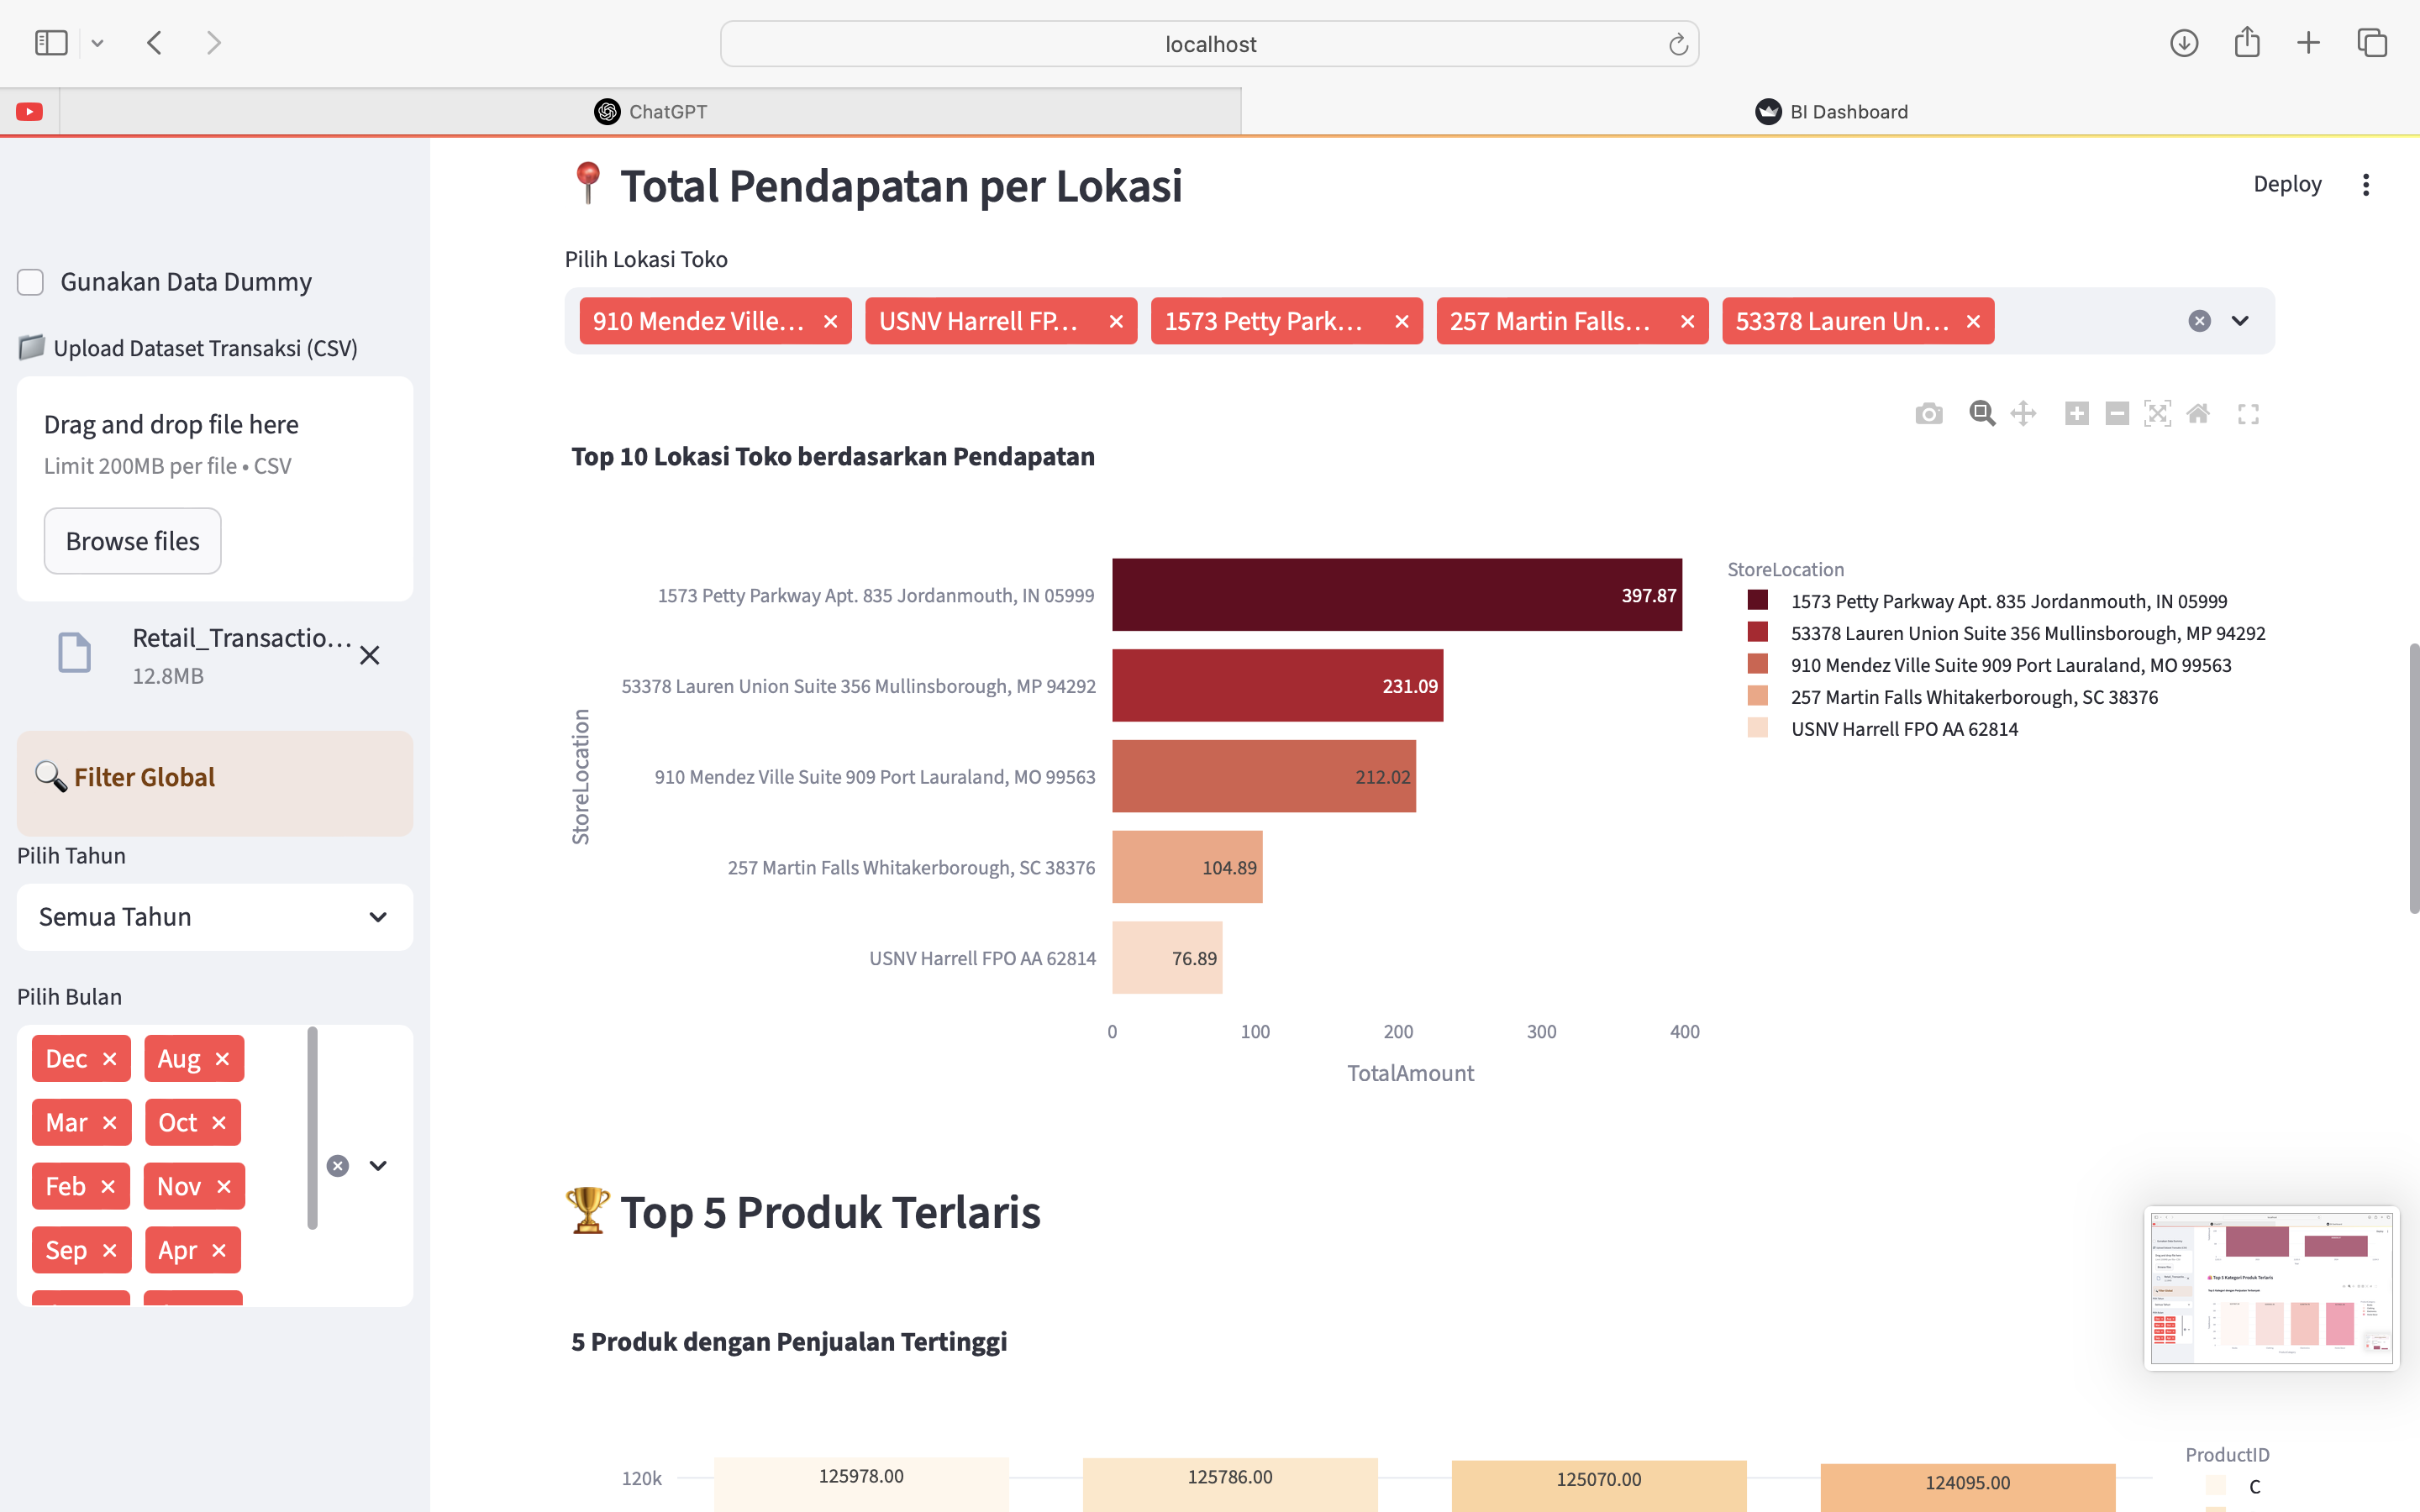 localhost
ChatGPT
BI Dashboard
Gunakan Data Dummy
Upload Dataset Transaksi (CSV)
Drag and drop file here
Limit 200MB per file • CSV
Browse files
Retail_Transactio...
12.8MB
Filter Global
Pilih Tahun
Semua Tahun
Pilih Bulan
Dec Aug
Mar Oct
Feb Nov
Sep Apr
Total Pendapatan per Lokasi
Deploy
Pilih Lokasi Toko
910 Mendez Ville... USNV Harrell FP... 1573 Petty Park... 257 Martin Falls... 53378 Lauren Un...
Top 10 Lokasi Toko berdasarkan Pendapatan
StoreLocation
1573 Petty Parkway Apt. 835 Jordanmouth, IN 05999 397.87
53378 Lauren Union Suite 356 Mullinsborough, MP 94292 231.09
910 Mendez Ville Suite 909 Port Lauraland, MO 99563 212.02
257 Martin Falls Whitakerborough, SC 38376 104.89
USNV Harrell FPO AA 62814 76.89
0 100 200 300 400
TotalAmount
StoreLocation
1573 Petty Parkway Apt. 835 Jordanmouth, IN 05999
53378 Lauren Union Suite 356 Mullinsborough, MP 94292
910 Mendez Ville Suite 909 Port Lauraland, MO 99563
257 Martin Falls Whitakerborough, SC 38376
USNV Harrell FPO AA 62814
Top 5 Produk Terlaris
5 Produk dengan Penjualan Tertinggi
120k
125978.00 125786.00 125070.00 124095.00
ProductID
C
Top 5 Kategori Produk Terlaris